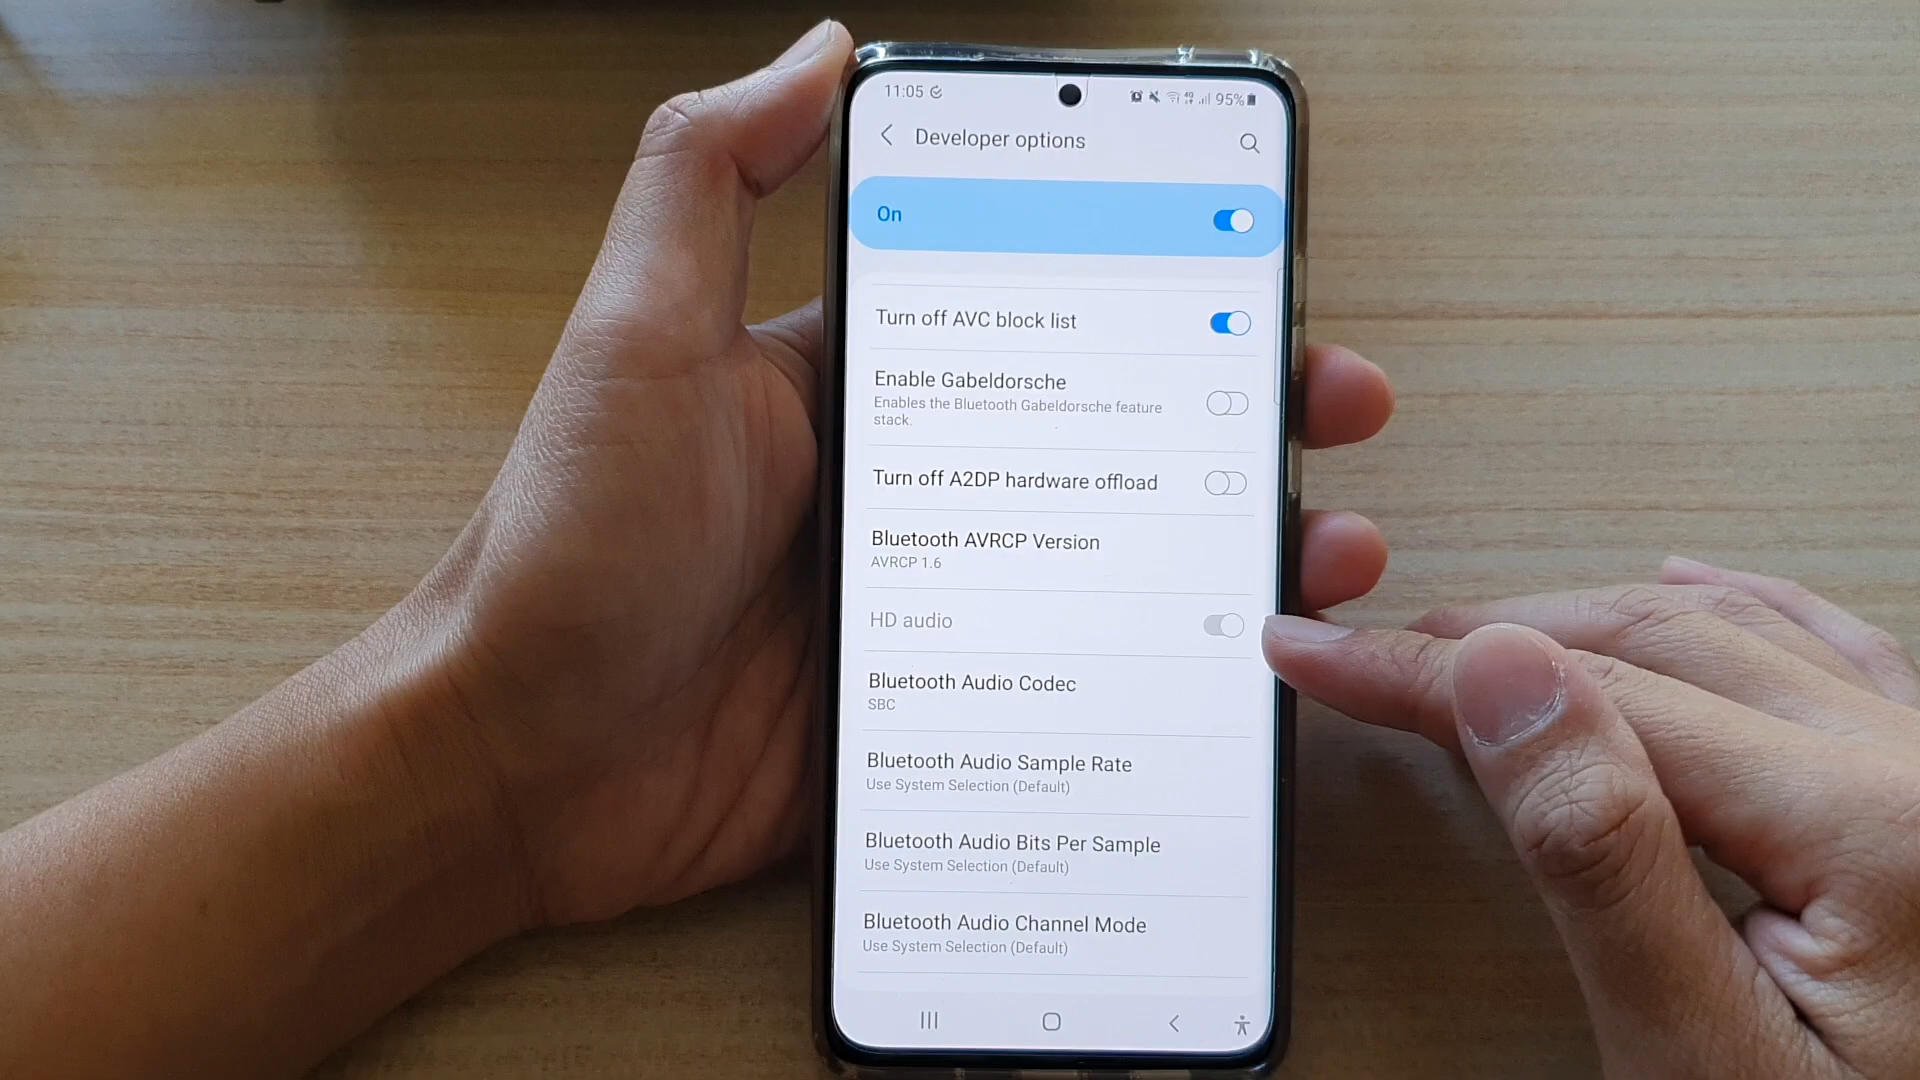 11:05
4G
95%
Developer options
On
Turn off AVC block list
Enable Gabeldorsche
Enables the Bluetooth Gabeldorsche feature
stack.
Turn off A2DP hardware offload
Bluetooth AVRCP Version
AVRCP 1.6
HD audio
Bluetooth Audio Codec
SBC
Bluetooth Audio Sample Rate
Use System Selection (Default)
Bluetooth Audio Bits Per Sample
Use System Selection (Default)
Bluetooth Audio Channel Mode
Use System Selection (Default)